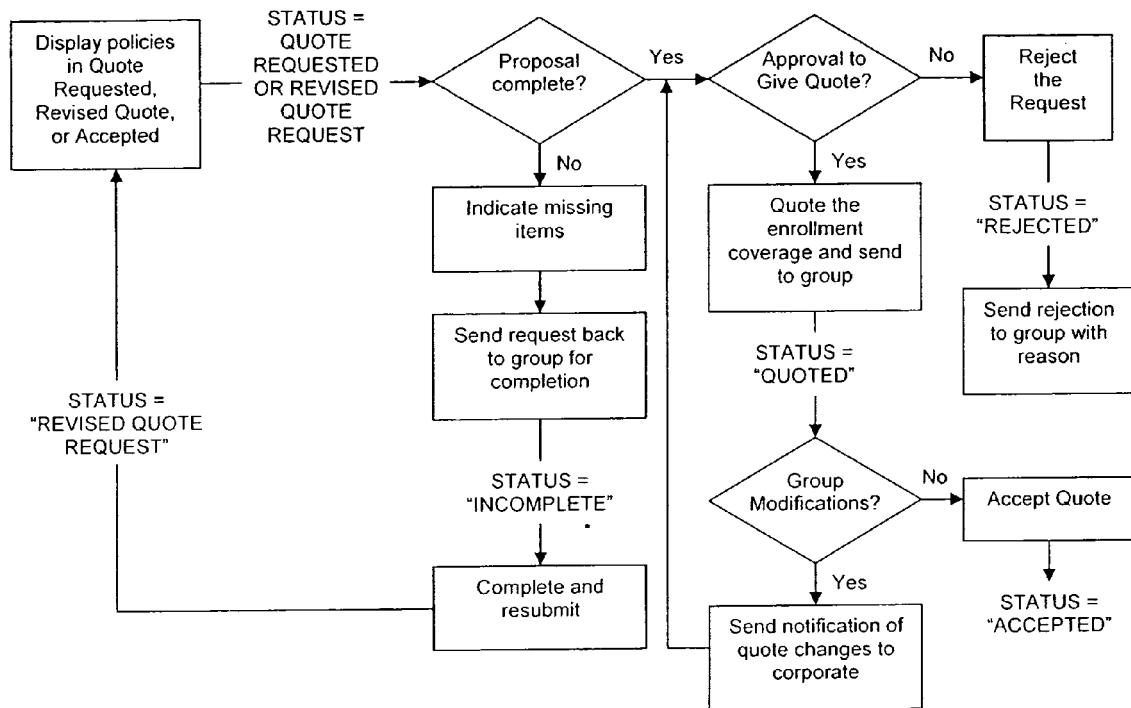 Display policies
in Quote
Requested,
Revised Quote,
or Accepted
STATUS =
QUOTE
REQUESTED
OR REVISED
QUOTE
REQUEST
Proposal
complete?
Yes
Approval to
Give Quote?
No
Reject
the
Request
No
Yes
Indicate missing
items
Quote the
enrollment
coverage and send
to group
STATUS =
“REJECTED”
Send request back
to group for
completion
Send rejection
to group with
reason
STATUS =
“QUOTED”
STATUS =
“REVISED QUOTE
REQUEST”
STATUS =
“INCOMPLETE”
Group
Modifications?
No
Accept Quote
Complete and
resubmit
Yes
STATUS =
“ACCEPTED”
Send notification of
quote changes to
corporate